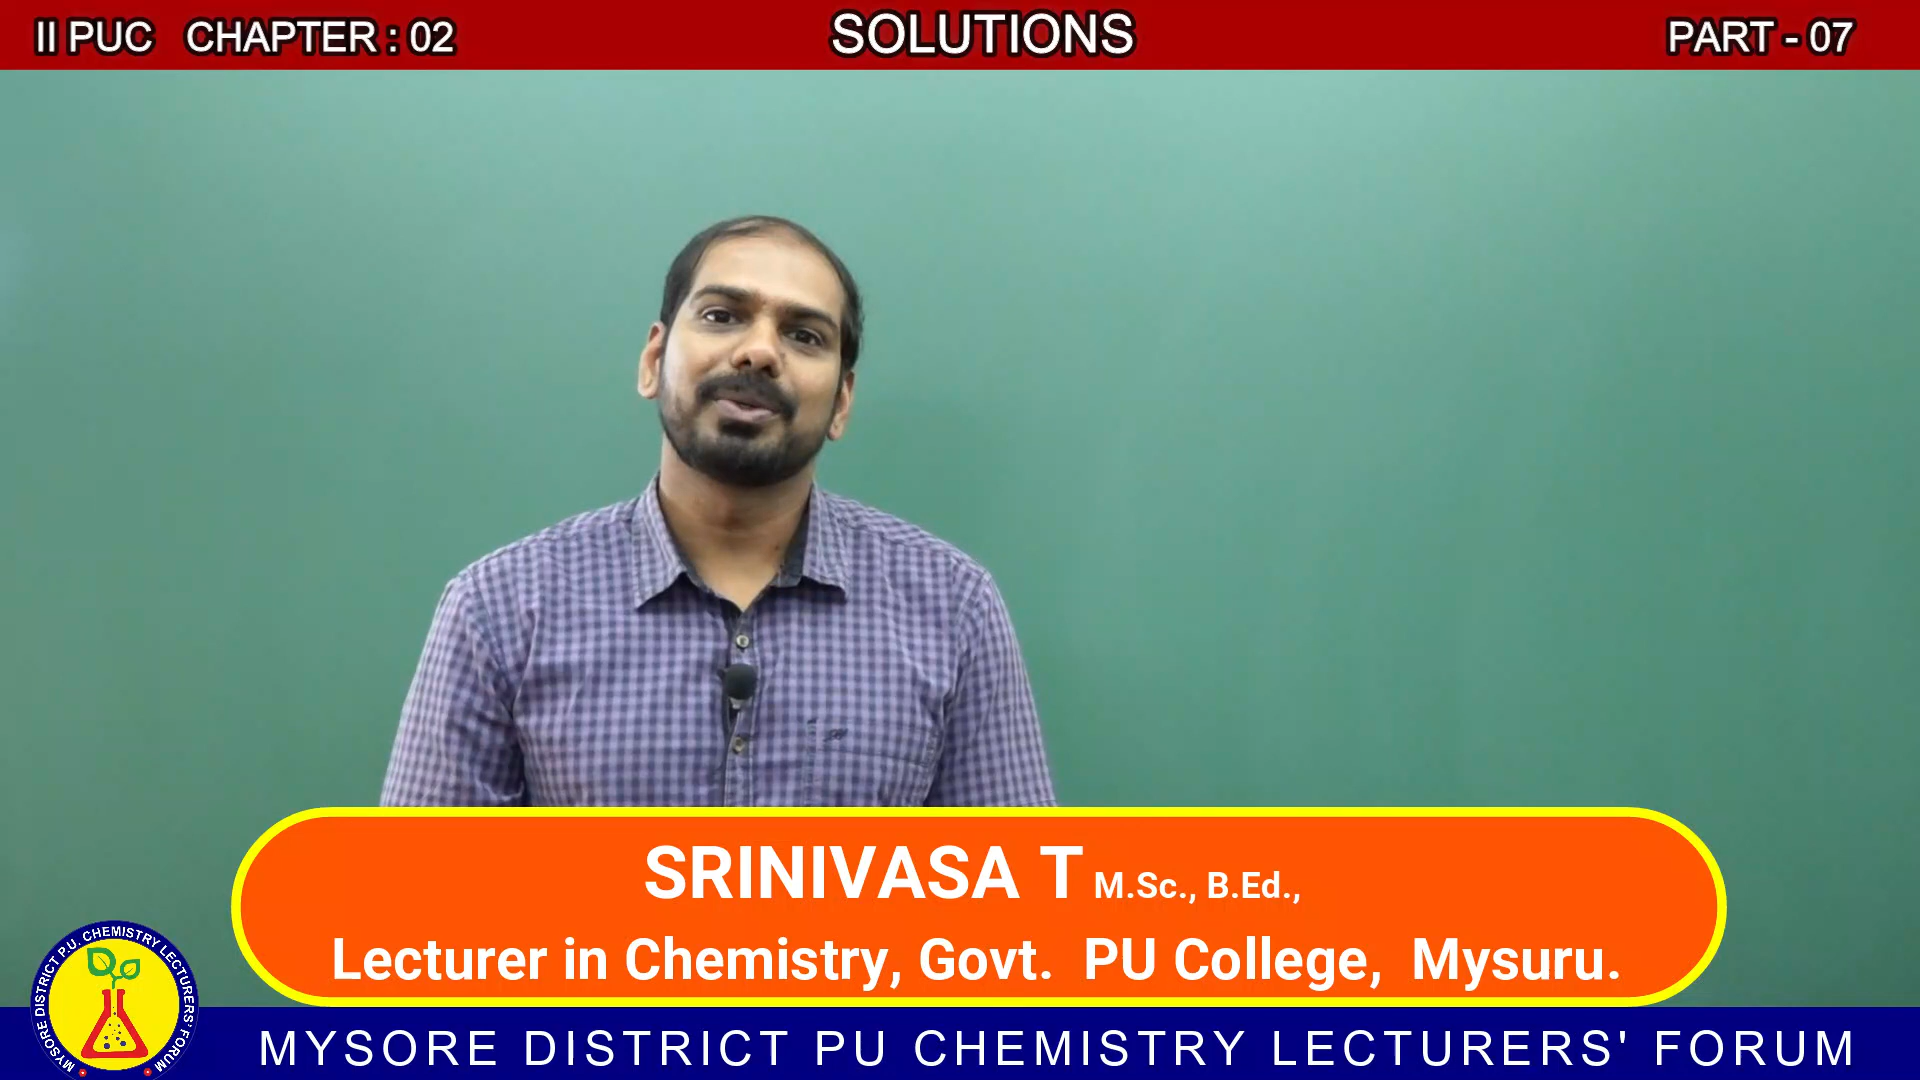 II PUC CHAPTER : 02
SOLUTIONS
PART - 07
SRINIVASA T M.Sc., B.Ed.,
Lecturer in Chemistry, Govt. PU College, Mysuru.
MYSORE DISTRICT P.U. CHEMISTRY LECTURERS' FORUM MYSORE
MYSORE DISTRICT PU CHEMISTRY LECTURERS' FORUM